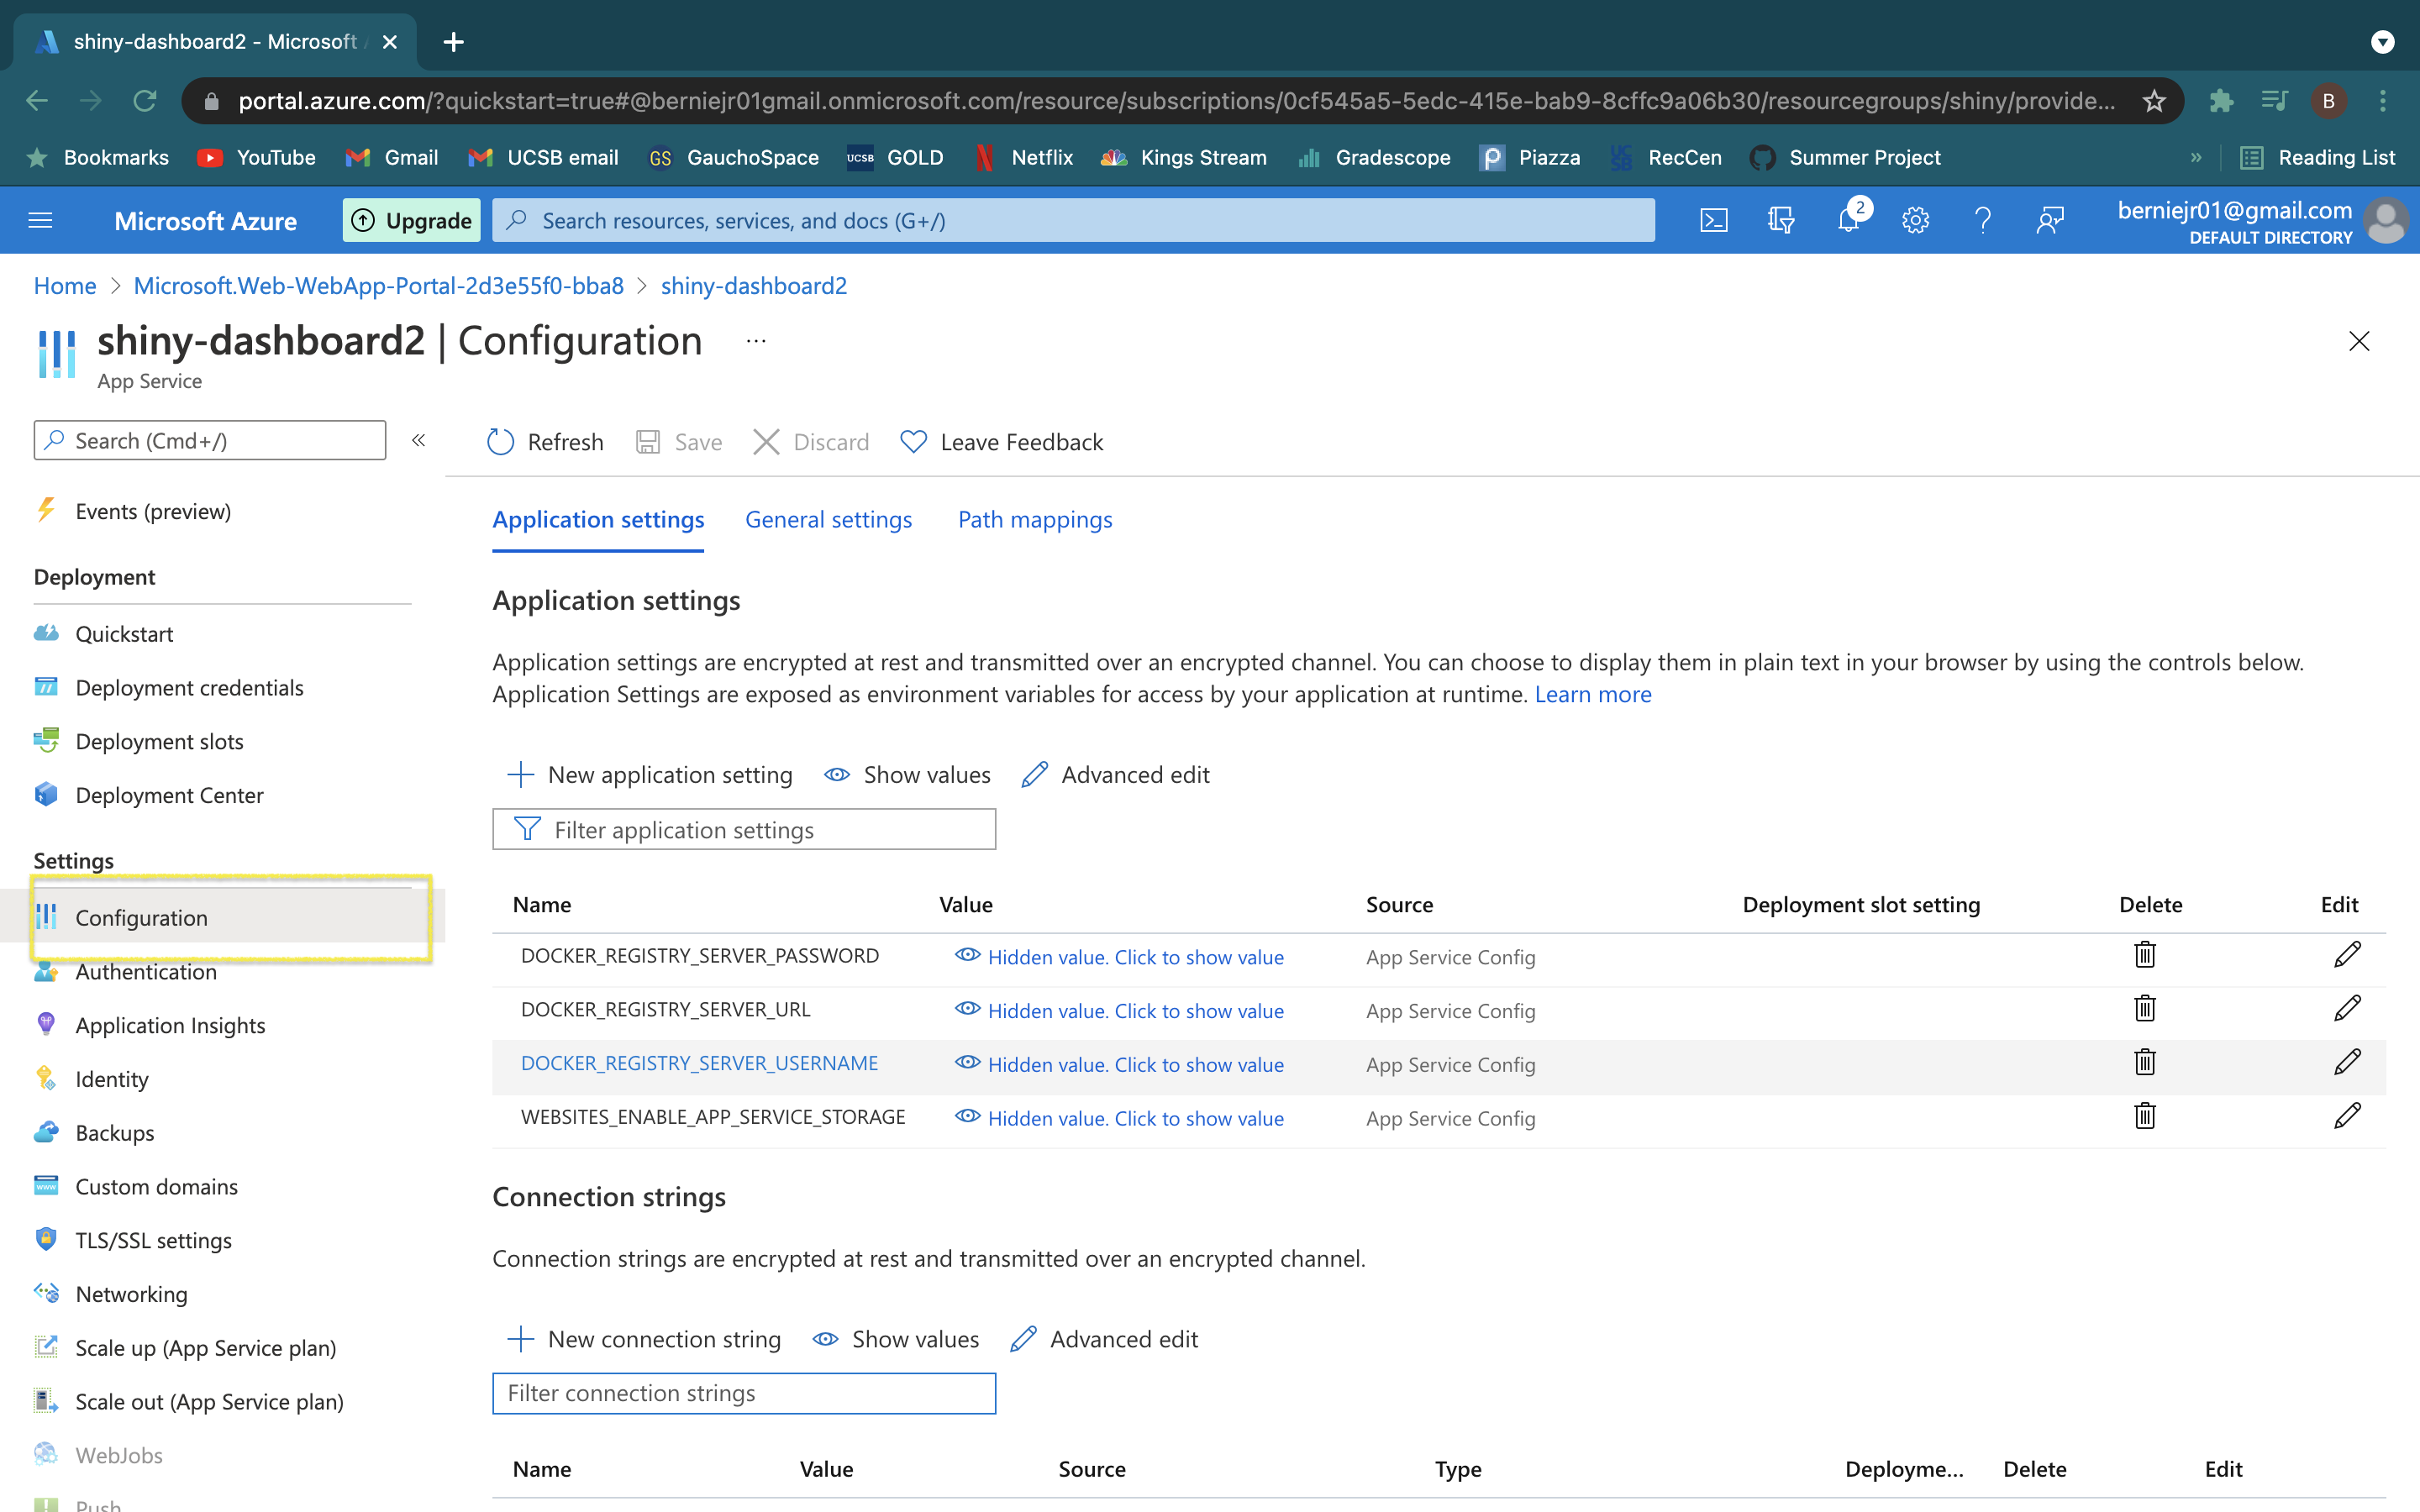 shiny-dashboard2 - Microsoft
portal.azure.com/?quickstart=true#@berniejr01gmail.onmicrosoft.com/resource/subscriptions/0cf545a5-5edc-415e-bab9-8cffc9a06b30/resourcegroups/shiny/provide...
B
Bookmarks YouTube Gmail UCSB email GS GauchoSpace UCSB GOLD Netflix Kings Stream Gradescope Piazza UCSB RecCen Summer Project » Reading List
Microsoft Azure Upgrade Search resources, services, and docs (G+/) 2 berniejr01@gmail.com
DEFAULT DIRECTORY
Home > Microsoft.Web-WebApp-Portal-2d3e55f0-bba8 > shiny-dashboard2
shiny-dashboard2 | Configuration ...
App Service
Search (Cmd+/) «
Events (preview)
Deployment
Quickstart
Deployment credentials
Deployment slots
Deployment Center
Settings
Configuration
Authentication
Application Insights
Identity
Backups
Custom domains
TLS/SSL settings
Networking
Scale up (App Service plan)
Scale out (App Service plan)
WebJobs
Push
Refresh Save Discard Leave Feedback
Application settings General settings Path mappings
Application settings
Application settings are encrypted at rest and transmitted over an encrypted channel. You can choose to display them in plain text in your browser by using the controls below.
Application Settings are exposed as environment variables for access by your application at runtime. Learn more
New application setting Show values Advanced edit
Filter application settings
Name Value Source Deployment slot setting Delete Edit
DOCKER_REGISTRY_SERVER_PASSWORD Hidden value. Click to show value App Service Config
DOCKER_REGISTRY_SERVER_URL Hidden value. Click to show value App Service Config
DOCKER_REGISTRY_SERVER_USERNAME Hidden value. Click to show value App Service Config
WEBSITES_ENABLE_APP_SERVICE_STORAGE Hidden value. Click to show value App Service Config
Connection strings
Connection strings are encrypted at rest and transmitted over an encrypted channel.
New connection string Show values Advanced edit
Filter connection strings
Name Value Source Type Deployme... Delete Edit